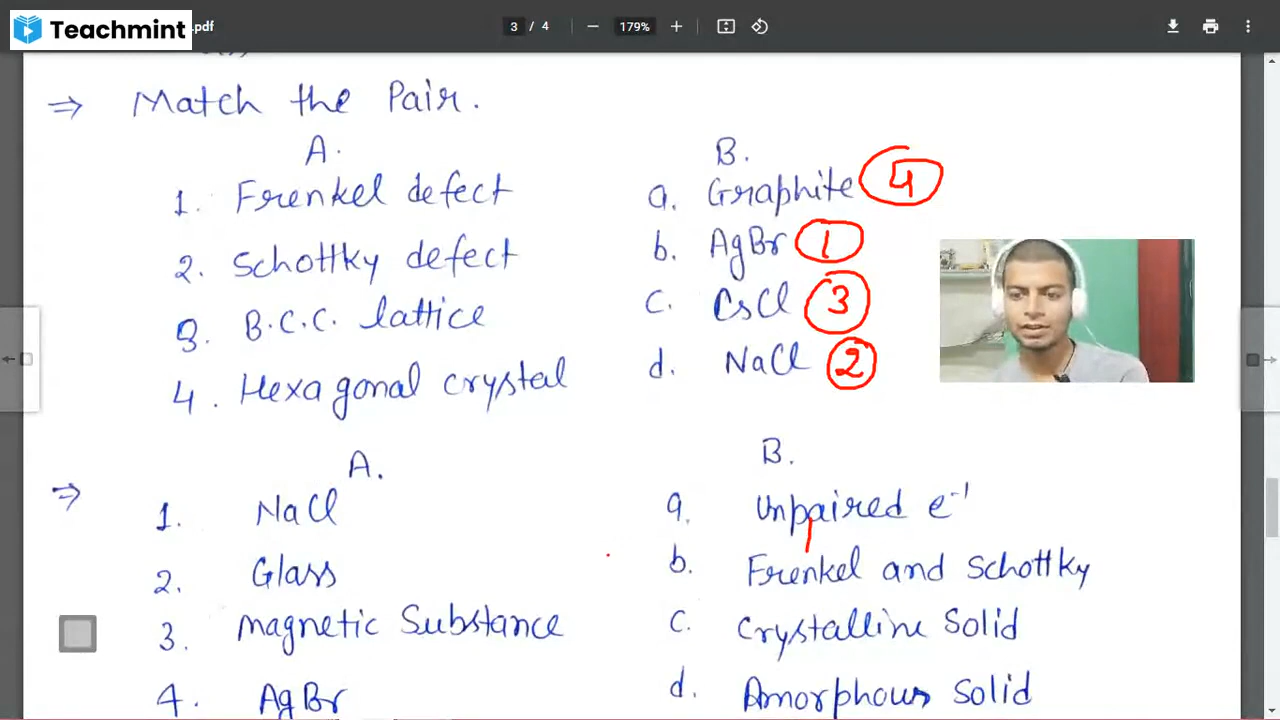 Teachmint
.pdf
3 / 4
179%
⇒ Match the Pair.
A.
B.
1. Frenkel defect
a. Graphite 4
2. Schottky defect
b. AgBr 1
3. B.C.C. lattice
c. CsCl 3
4. Hexagonal crystal
d. NaCl 2
⇒ A.
B.
1. NaCl
a. Unpaired e⁻¹
2. Glass
b. Frenkel and Schottky
3. Magnetic Substance
c. Crystalline Solid
4. AgBr
d. Amorphous Solid